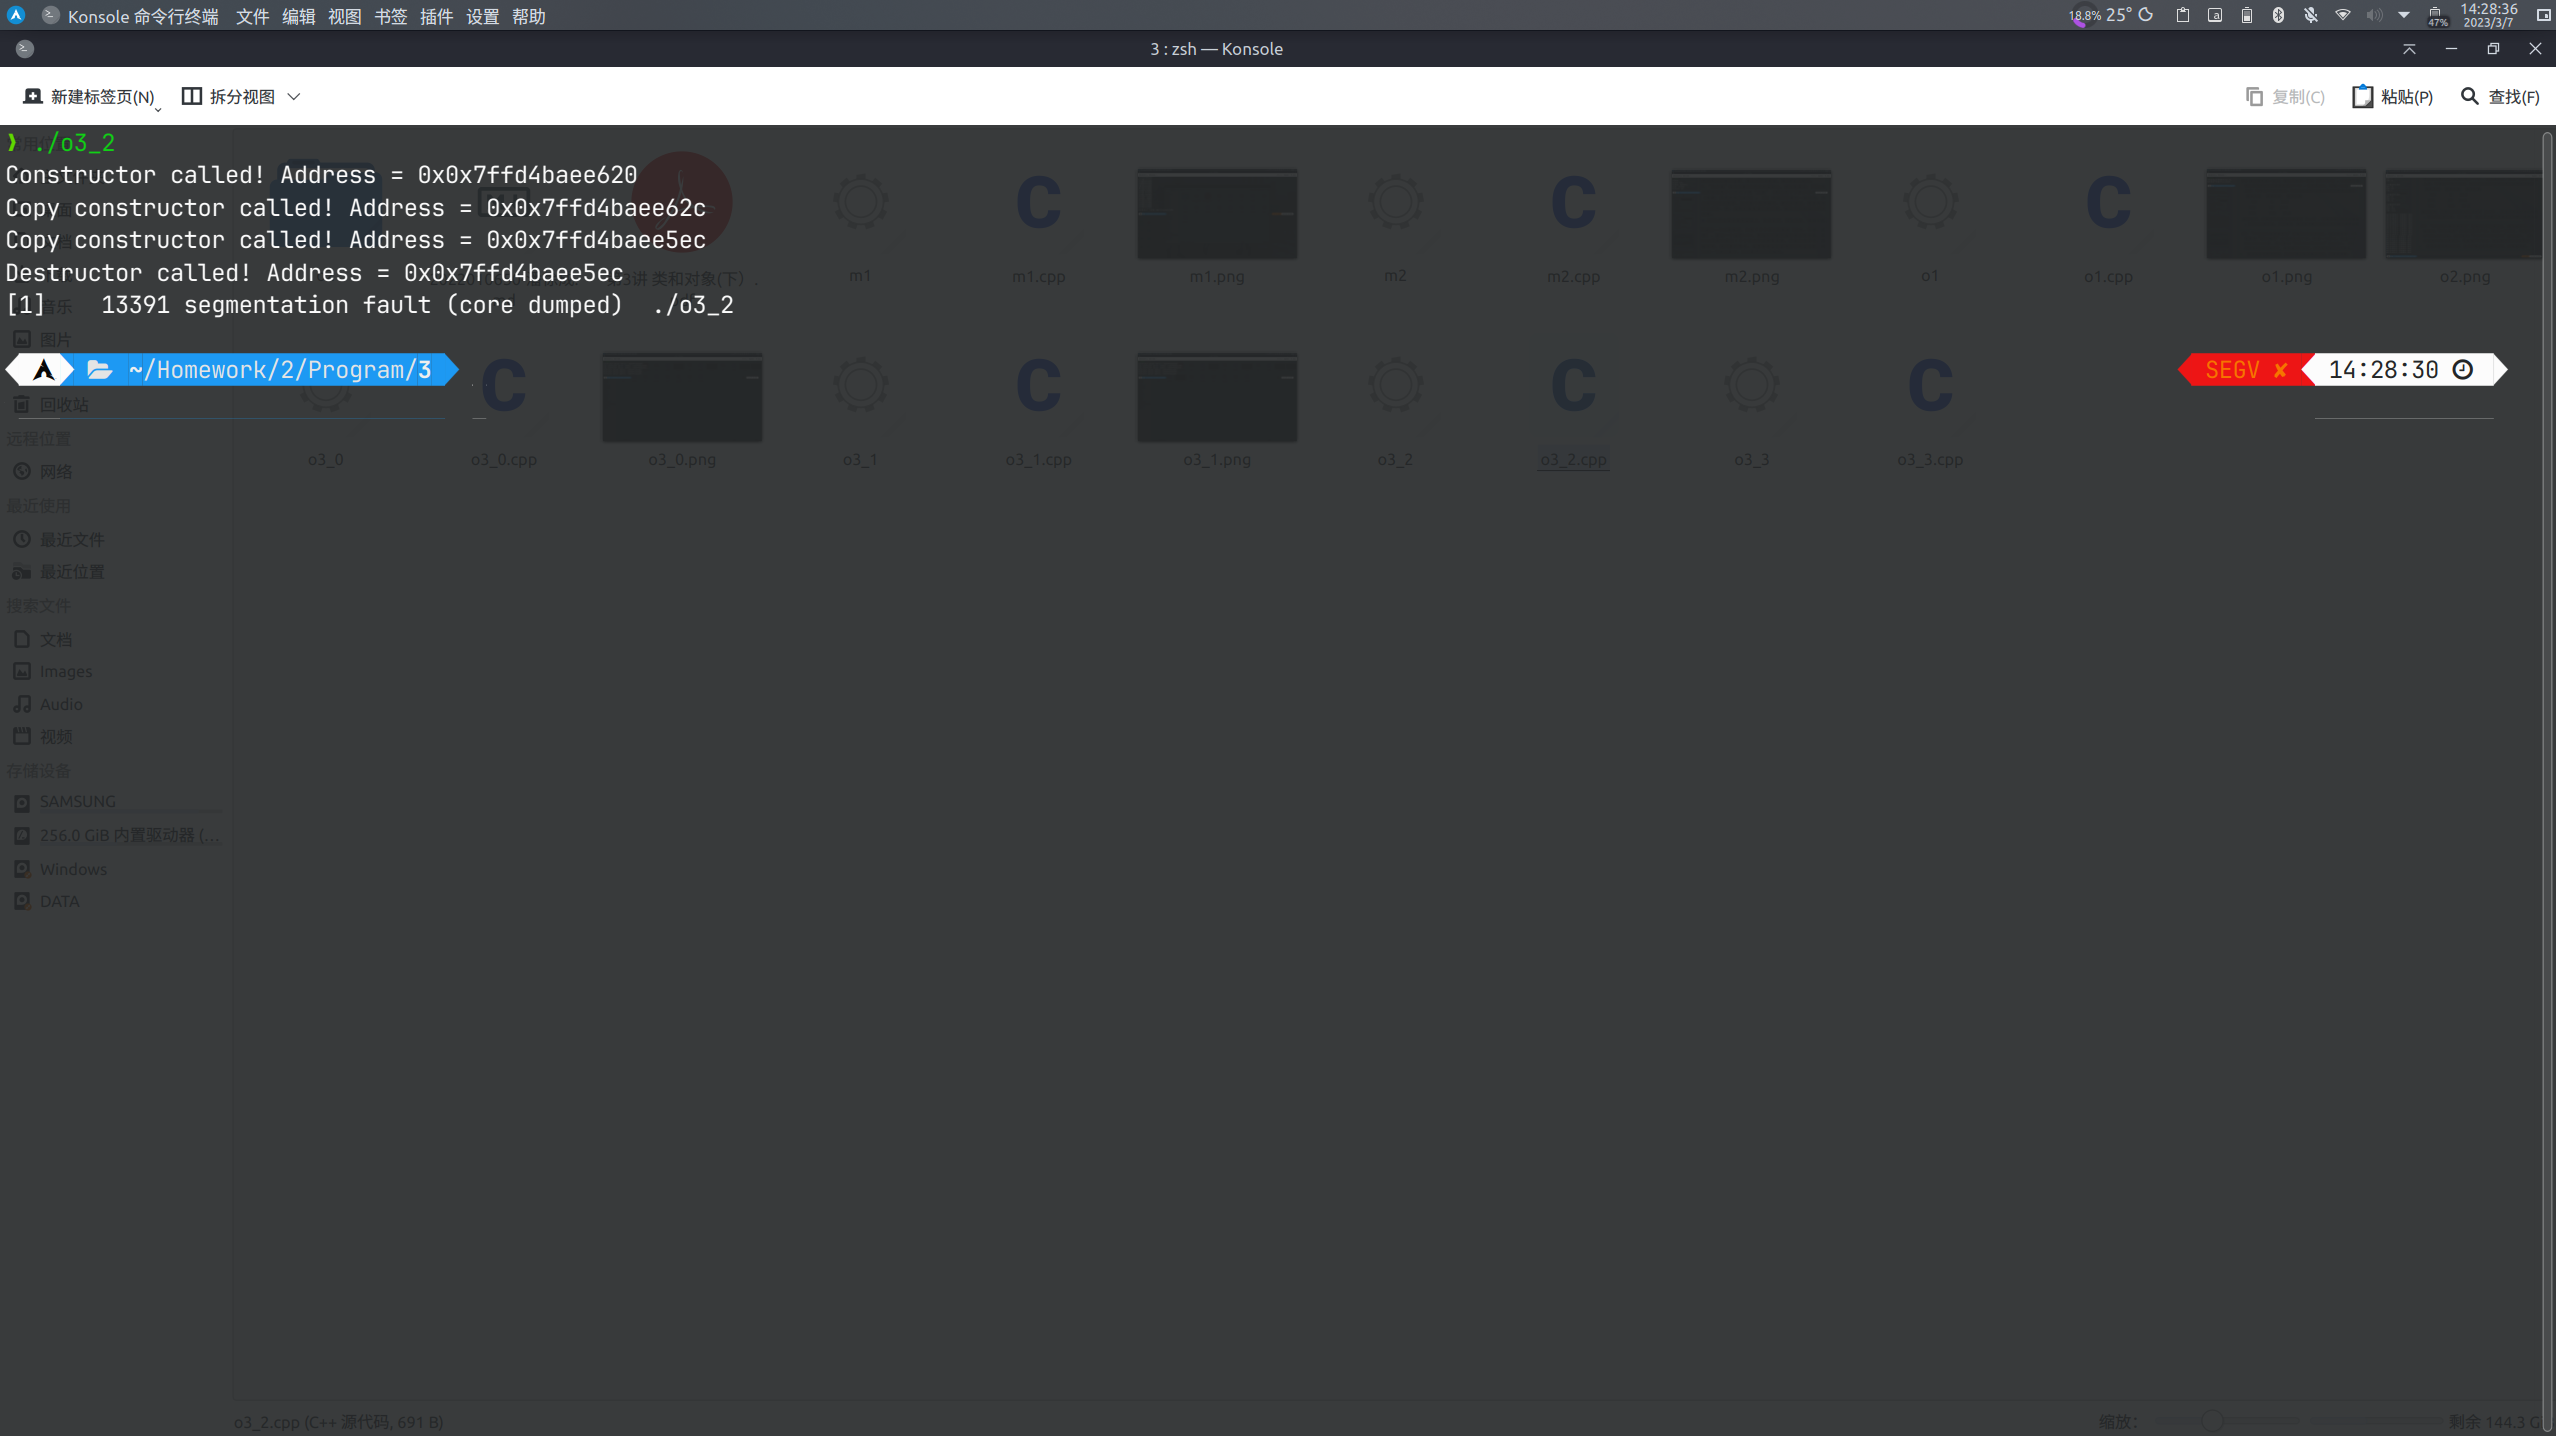 Konsole 命令行终端 文件 编辑 视图 书签 插件 设置 帮助
18.8% 25° 47% 14:28:36
2023/3/7
3 : zsh — Konsole
新建标签页(N) 拆分视图 复制(C) 粘贴(P) 查找(F)
❯ ./o3_2
Constructor called! Address = 0x0x7ffd4baee620
Copy constructor called! Address = 0x0x7ffd4baee62c
Copy constructor called! Address = 0x0x7ffd4baee5ec
Destructor called! Address = 0x0x7ffd4baee5ec
[1]    13391 segmentation fault (core dumped)  ./o3_2
~/Homework/2/Program/3 SEGV ✘ 14:28:30
m1 m1.cpp m1.png m2 m2.cpp m2.png o1 o1.cpp o1.png o2.png
音乐
图片
回收站
远程位置
网络
最近使用
最近文件
最近位置
搜索文件
文档
Images
Audio
视频
存储设备
SAMSUNG
256.0 GiB 内置驱动器 (...
Windows
DATA
o3_0 o3_0.cpp o3_0.png o3_1 o3_1.cpp o3_1.png o3_2 o3_2.cpp o3_3 o3_3.cpp
第3讲 类和对象(下) .
o3_2.cpp (C++ 源代码, 691 B) 缩放: 剩余 144.3 G